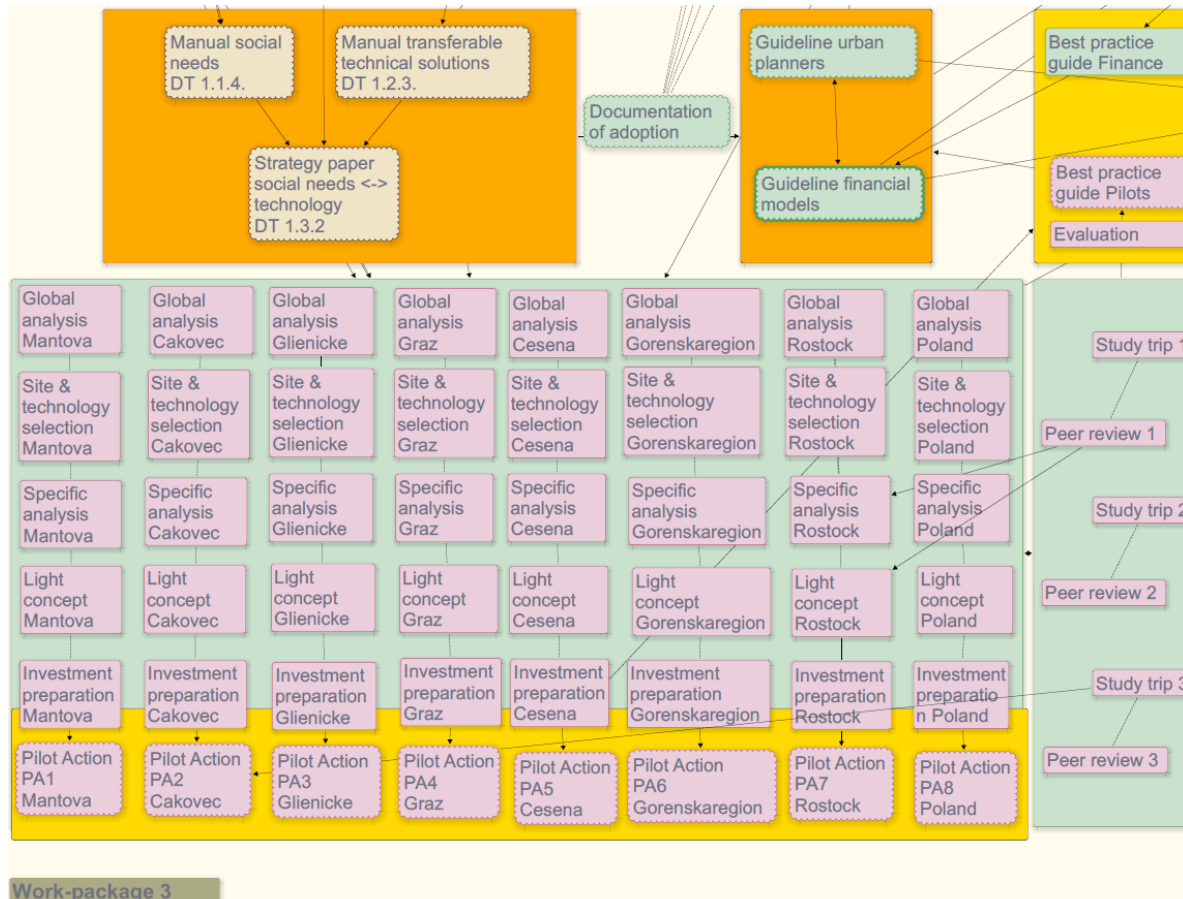 Manual social
needs
DT 1.1.4.
Manual transferable
technical solutions
DT 1.2.3.
Strategy paper
social needs <->
technology
DT 1.3.2
Documentation
of adoption
Guideline urban
planners
Guideline financial
models
Best practice
guide Finance
Best practice
guide Pilots
Evaluation
Global
analysis
Mantova
Global
analysis
Cakovec
Global
analysis
Glienicke
Global
analysis
Graz
Global
analysis
Cesena
Global
analysis
Gorenskaregion
Global
analysis
Rostock
Global
analysis
Poland
Site &
technology
selection
Mantova
Site &
technology
selection
Cakovec
Site &
technology
selection
Glienicke
Site &
technology
selection
Graz
Site &
technology
selection
Cesena
Site &
technology
selection
Gorenskaregion
Site &
technology
selection
Rostock
Site &
technology
selection
Poland
Specific
analysis
Mantova
Specific
analysis
Cakovec
Specific
analysis
Glienicke
Specific
analysis
Graz
Specific
analysis
Cesena
Specific
analysis
Gorenskaregion
Specific
analysis
Rostock
Specific
analysis
Poland
Light
concept
Mantova
Light
concept
Cakovec
Light
concept
Glienicke
Light
concept
Graz
Light
concept
Cesena
Light
concept
Gorenskaregion
Light
concept
Rostock
Light
concept
Poland
Investment
preparation
Mantova
Investment
preparation
Cakovec
Investment
preparation
Glienicke
Investment
preparation
Graz
Investment
preparation
Cesena
Investment
preparation
Gorenskaregion
Investment
preparation
Rostock
Investment
preparatio
n Poland
Pilot Action
PA1
Mantova
Pilot Action
PA2
Cakovec
Pilot Action
PA3
Glienicke
Pilot Action
PA4
Graz
Pilot Action
PA5
Cesena
Pilot Action
PA6
Gorenskaregion
Pilot Action
PA7
Rostock
Pilot Action
PA8
Poland
Study trip 1
Peer review 1
Study trip 2
Peer review 2
Study trip 3
Peer review 3
Work-package 3